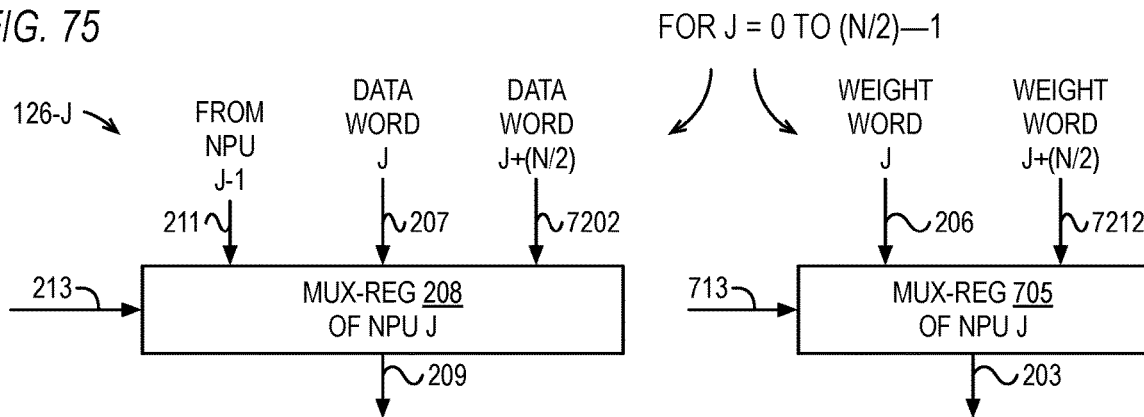 FIG. 75
FOR J = 0 TO (N/2)—1
126-J
FROM
NPU
J-1
DATA
WORD
J
DATA
WORD
J+(N/2)
WEIGHT
WORD
J
WEIGHT
WORD
J+(N/2)
211
207
7202
206
7212
213
MUX-REG 208
OF NPU J
713
MUX-REG 705
OF NPU J
209
203